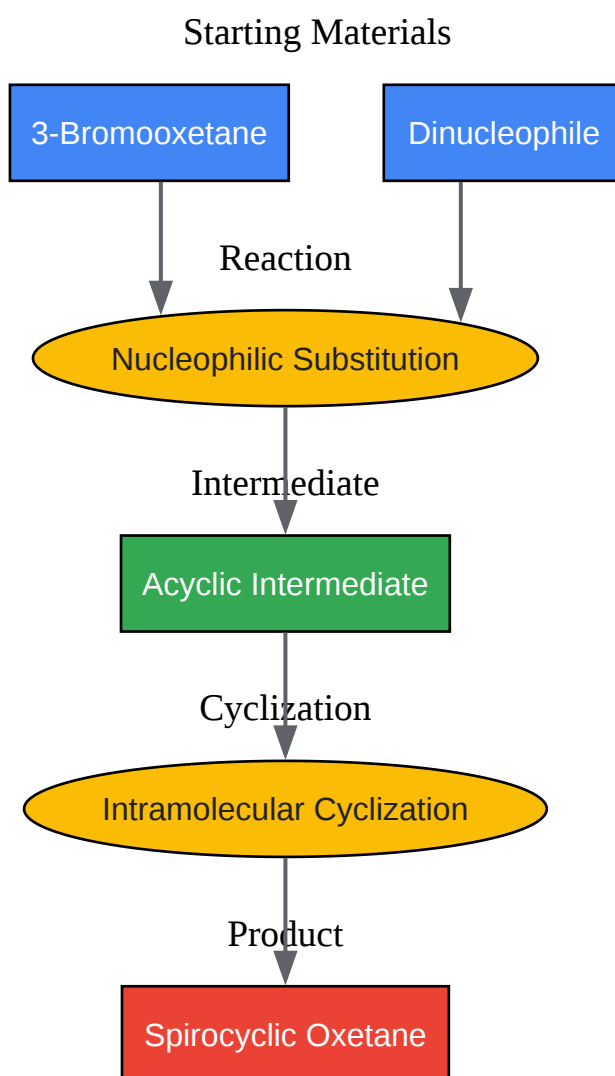 Starting Materials
3-Bromooxetane
Dinucleophile
Reaction
Nucleophilic Substitution
Intermediate
Acyclic Intermediate
Cyclization
Intramolecular Cyclization
Product
Spirocyclic Oxetane